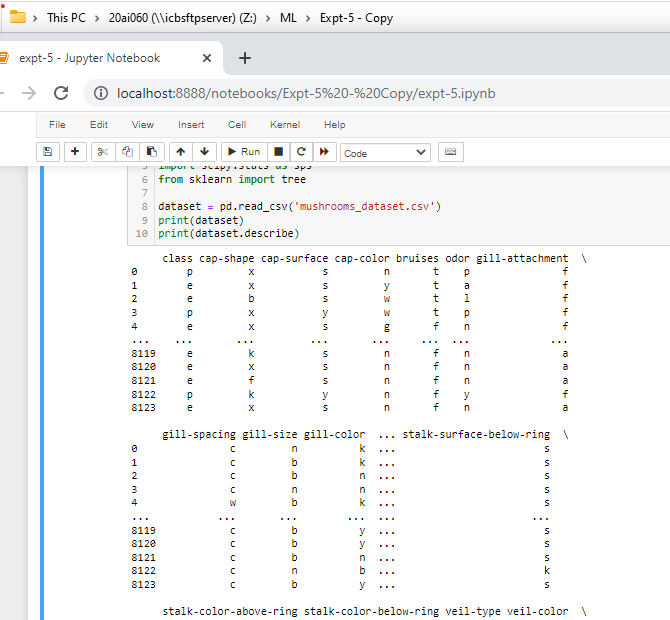 This PC > 20ai060 (\\icbsftpserver) (Z:) > ML > Expt-5 - Copy
expt-5 - Jupyter Notebook × +
localhost:8888/notebooks/Expt-5%20-%20Copy/expt-5.ipynb
File Edit View Insert Cell Kernel Help
Run Code
5 import scipy.stats as sps
6 from sklearn import tree
7
8 dataset = pd.read_csv('mushrooms_dataset.csv')
9 print(dataset)
10 print(dataset.describe)
class cap-shape cap-surface cap-color bruises odor gill-attachment \
0 p x s n t p f
1 e x s y t a f
2 e b s w t l f
3 p x y w t p f
4 e x s g f n f
... ... ... ... ... ... ... ...
8119 e k s n f n a
8120 e x s n f n a
8121 e f s n f n a
8122 p k y n f y f
8123 e x s n f n a
gill-spacing gill-size gill-color ... stalk-surface-below-ring \
0 c n k ... s
1 c b k ... s
2 c b n ... s
3 c n n ... s
4 w b k ... s
... ... ... ... ... ...
8119 c b y ... s
8120 c b y ... s
8121 c b n ... s
8122 c n b ... k
8123 c b y ... s
stalk-color-above-ring stalk-color-below-ring veil-type veil-color \